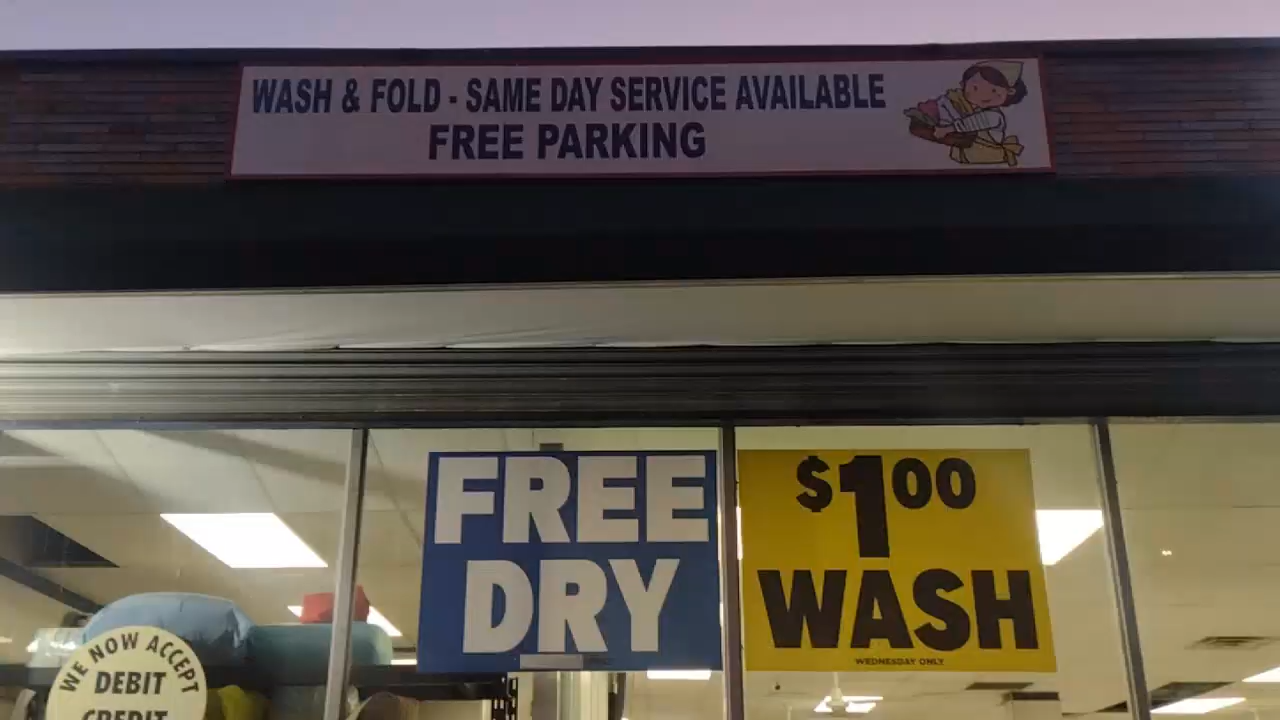 WASH & FOLD - SAME DAY SERVICE AVAILABLE
FREE PARKING
FREE
DRY
$1.00
WASH
WEDNESDAY ONLY
WE NOW ACCEPT
DEBIT
CREDIT